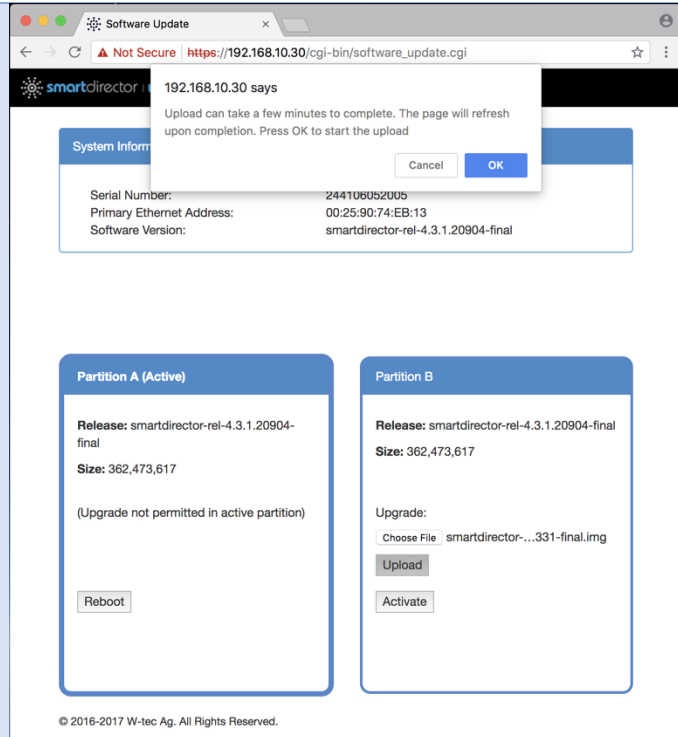 Software Update
Not Secure https://192.168.10.30/cgi-bin/software_update.cgi
smartdirector
192.168.10.30 says
Upload can take a few minutes to complete. The page will refresh
upon completion. Press OK to start the upload
Cancel OK
System Inform
Serial Number: 244106052005
Primary Ethernet Address: 00:25:90:74:EB:13
Software Version: smartdirector-rel-4.3.1.20904-final
Partition A (Active)
Release: smartdirector-rel-4.3.1.20904-
final
Size: 362,473,617
(Upgrade not permitted in active partition)
Reboot
Partition B
Release: smartdirector-rel-4.3.1.20904-final
Size: 362,473,617
Upgrade:
Choose File smartdirector-...331-final.img
Upload
Activate
© 2016-2017 W-tec Ag. All Rights Reserved.